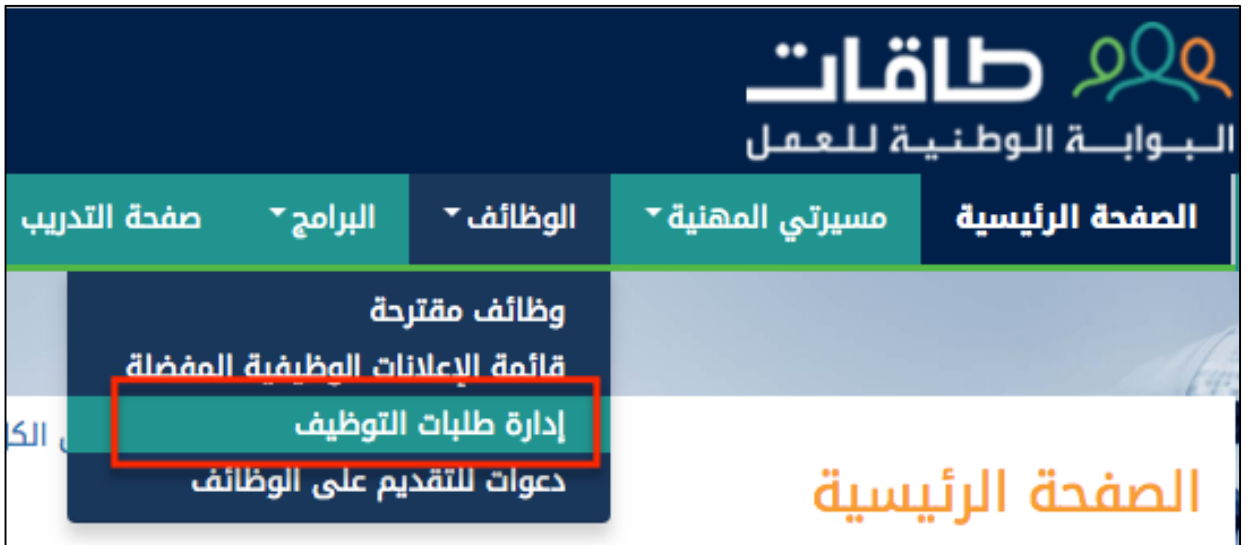 طاقات
البوابة الوطنية للعمل
الصفحة الرئيسية مسيرتي المهنية الوظائف البرامج صفحة التدريب
وظائف مقترحة
قائمة الإعلانات الوظيفية المفضلة
إدارة طلبات التوظيف
دعوات للتقديم على الوظائف
الصفحة الرئيسية